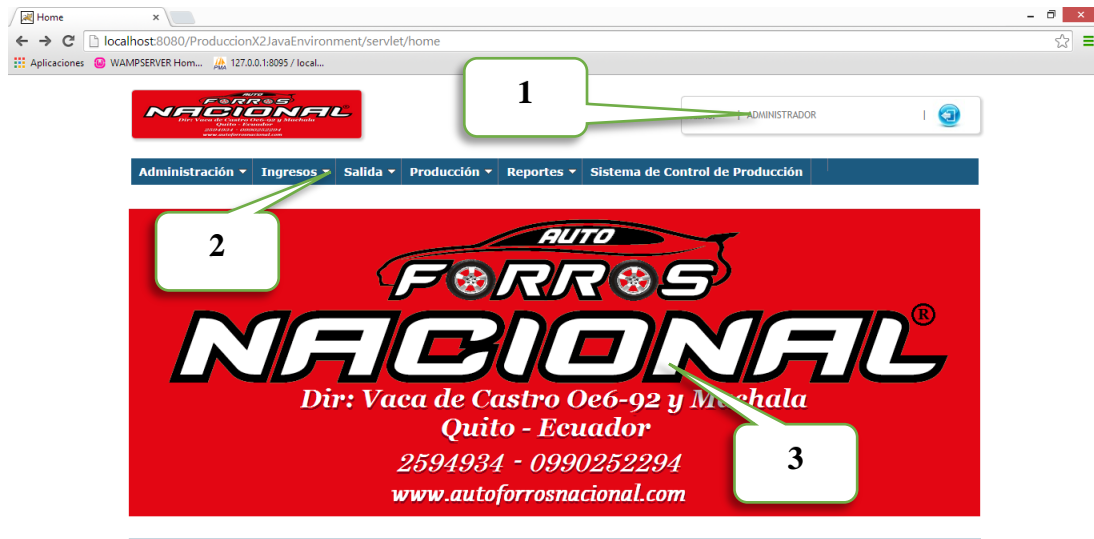 Home
localhost:8080/ProduccionX2JavaEnvironment/servlet/home
Aplicaciones WAMPSERVER Hom... 127.0.0.1:8095 / local...
1
AUTO
FORROS
NACIONAL
Dir: Vaca de Castro Oe6-92 y Machala
Quito - Ecuador
2594934 - 0990252294
www.autoforrosnacional.com
| ADMINISTRADOR |
Administración Ingresos Salida Producción Reportes Sistema de Control de Producción
2
AUTO
FORROS
NACIONAL®
Dir: Vaca de Castro Oe6-92 y Machala
Quito - Ecuador
2594934 - 0990252294
www.autoforrosnacional.com
3